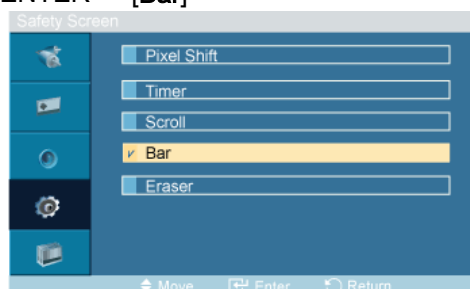 ENTER [Bar]
Safety Screen
Pixel Shift
Timer
Scroll
Bar
Eraser
Move Enter Return